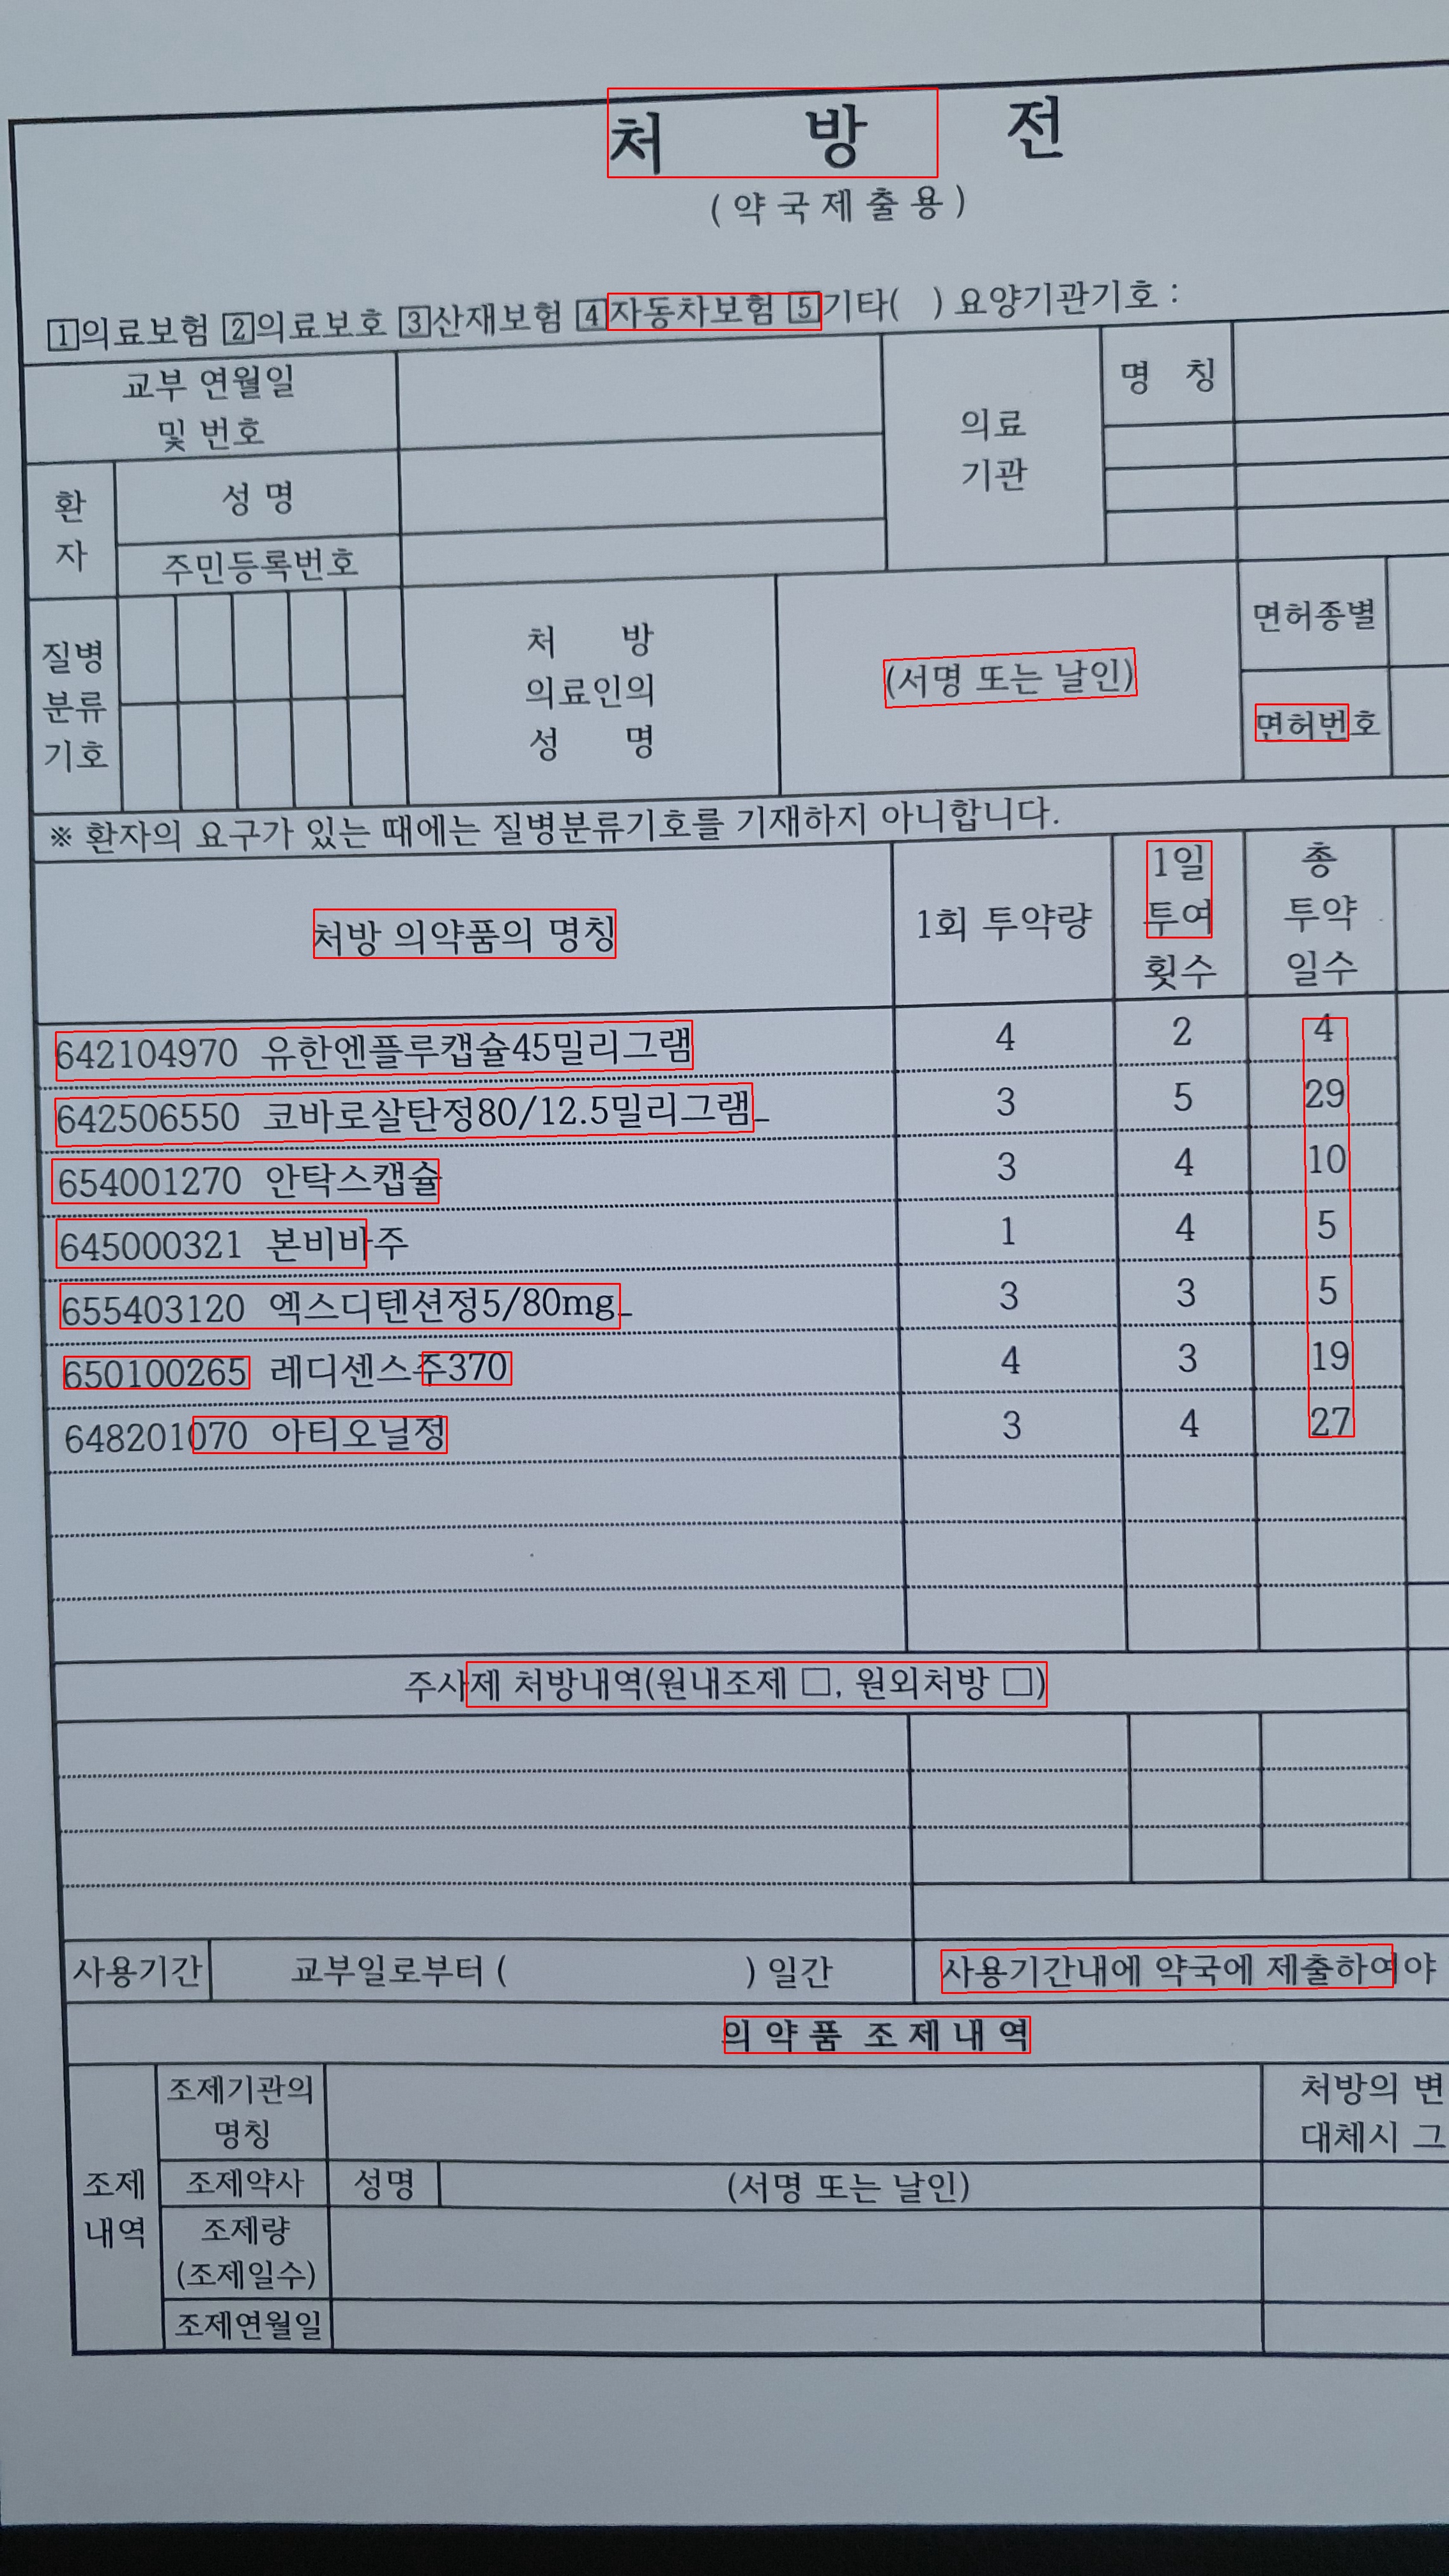 처 방 전
( 약 국 제 출 용 )
1의료보험 2의료보호 3산재보험 4자동차보험 5기타( ) 요양기관기호 :
교부 연월일
및 번호
의료
기관
명 칭
환
자
성 명
주민등록번호
질병
분류
기호
처 방
의료인의
성 명
(서명 또는 날인)
면허종별
면허번호
※ 환자의 요구가 있는 때에는 질병분류기호를 기재하지 아니합니다.
처방 의약품의 명칭
1회 투약량
1일
투여
횟수
총
투약
일수
642104970 유한엔플루캡슐45밀리그램 4 2 4
642506550 코바로살탄정80/12.5밀리그램_ 3 5 29
654001270 안탁스캡슐 3 4 10
645000321 본비바주 1 4 5
655403120 엑스디텐션정5/80mg_ 3 3 5
650100265 레디센스주370 4 3 19
648201070 아티오닐정 3 4 27
주사제 처방내역(원내조제 □, 원외처방 □)
사용기간 교부일로부터 ( ) 일간 사용기간내에 약국에 제출하여야
의 약 품 조 제 내 역
조제
내역
조제기관의
명칭
처방의 변
대체시 그
조제약사 성명 (서명 또는 날인)
조제량
(조제일수)
조제연월일